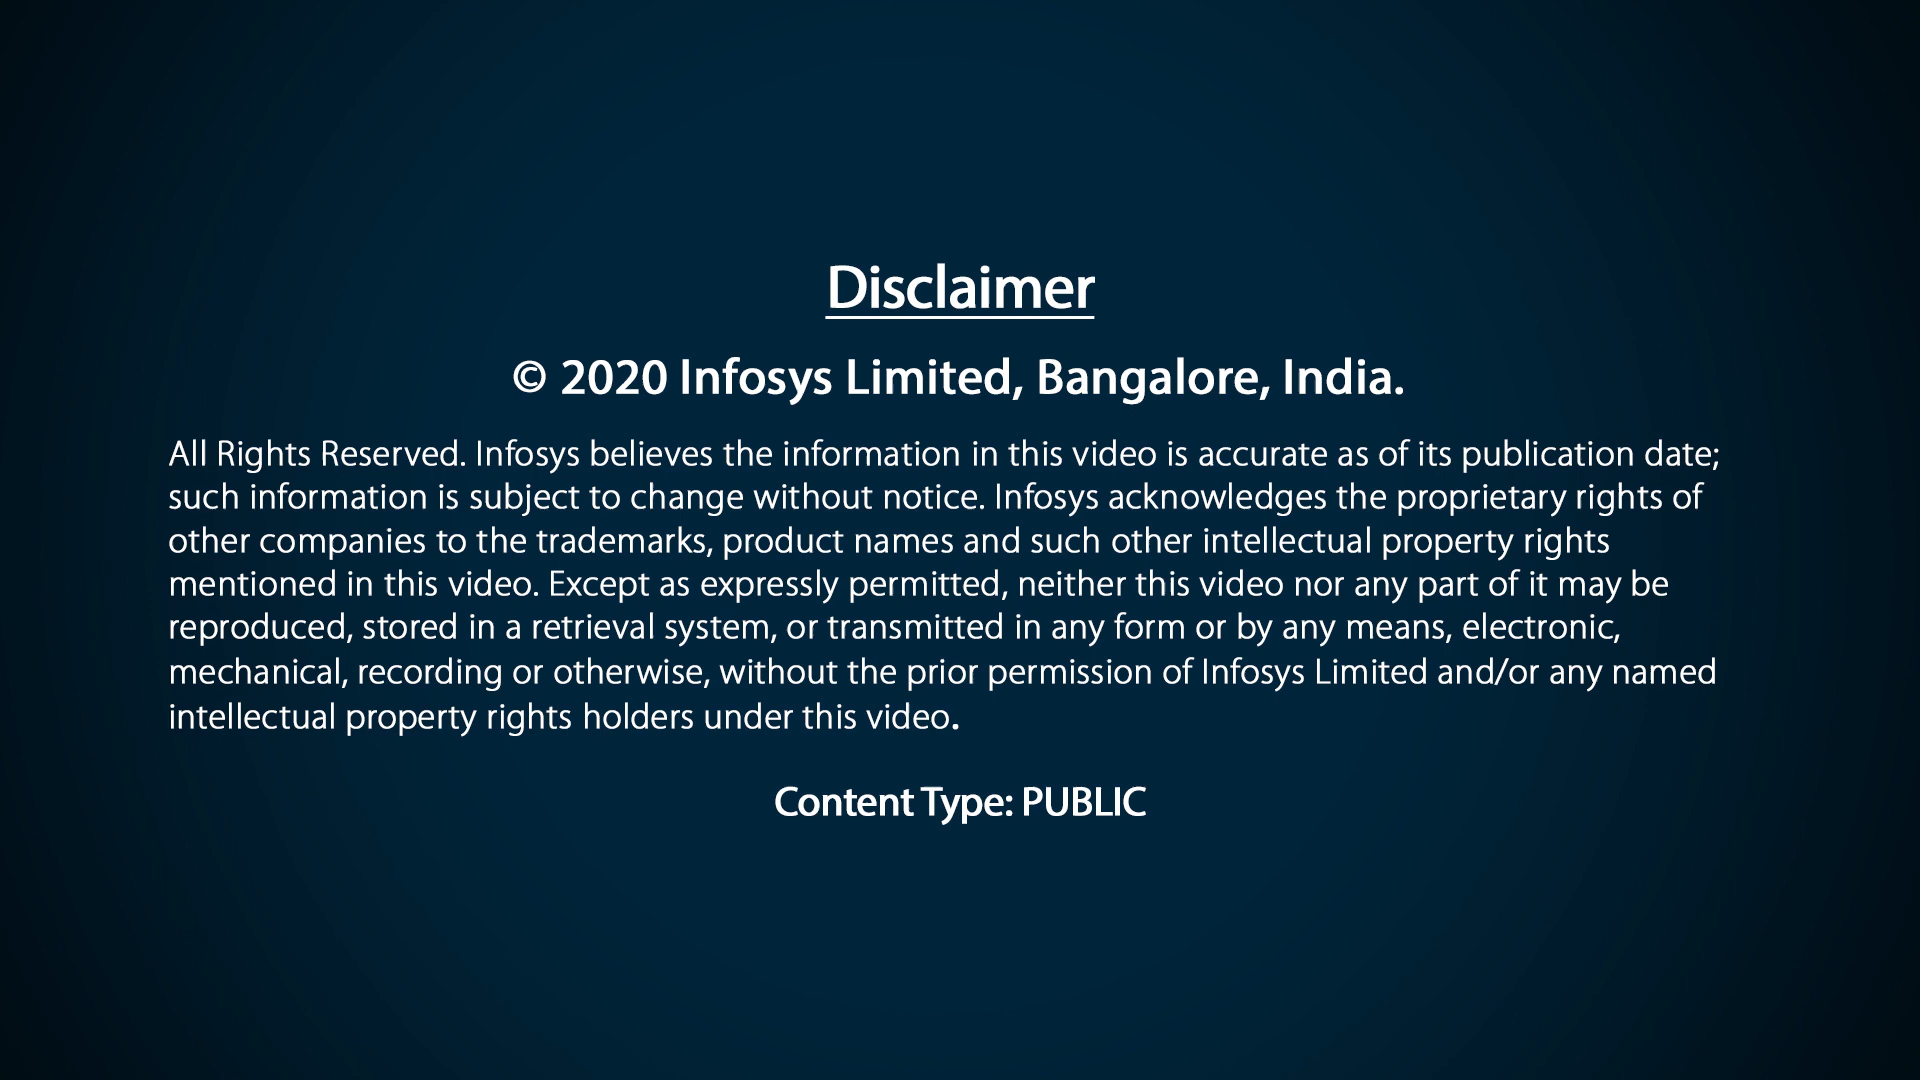 Disclaimer
© 2020 Infosys Limited, Bangalore, India.
All Rights Reserved. Infosys believes the information in this video is accurate as of its publication date;
such information is subject to change without notice. Infosys acknowledges the proprietary rights of
other companies to the trademarks, product names and such other intellectual property rights
mentioned in this video. Except as expressly permitted, neither this video nor any part of it may be
reproduced, stored in a retrieval system, or transmitted in any form or by any means, electronic,
mechanical, recording or otherwise, without the prior permission of Infosys Limited and/or any named
intellectual property rights holders under this video.
Content Type: PUBLIC